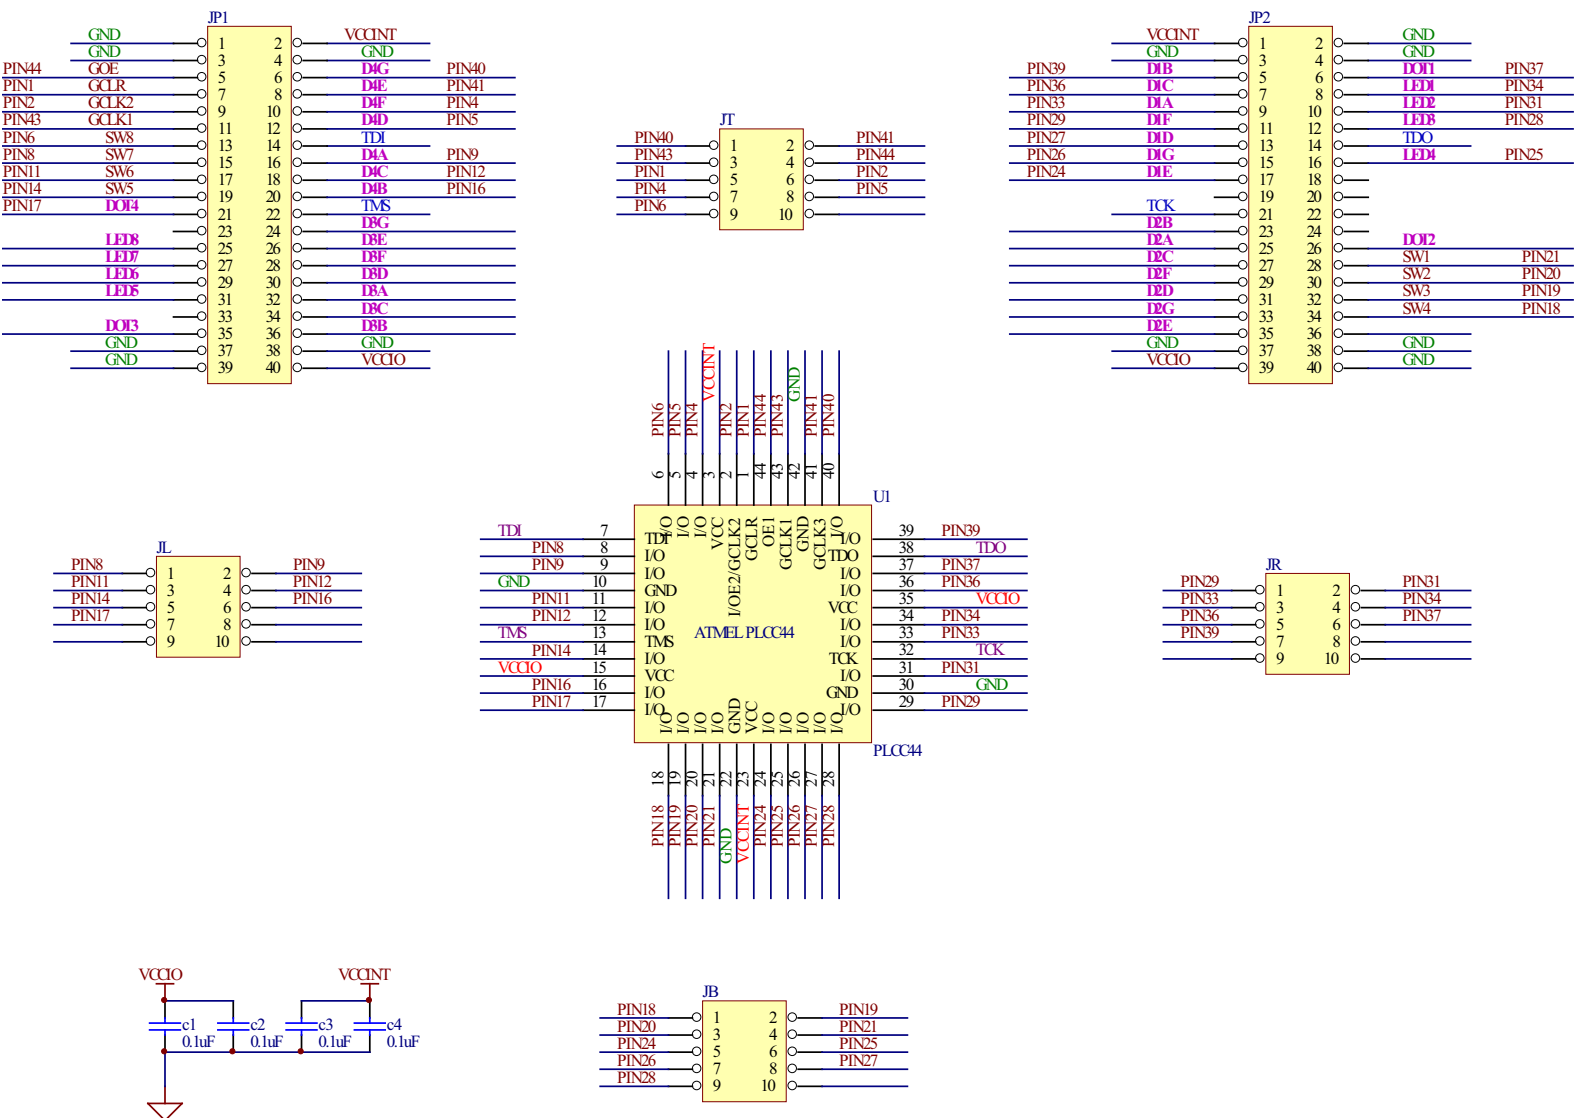 JP1
GND 1 2 VCCINT
GND 3 4 GND
PIN44 GOE 5 6 D4G PIN40
PIN1 GCLR 7 8 D4E PIN41
PIN2 GCLK2 9 10 D4F PIN4
PIN43 GCLK1 11 12 D4D PIN5
PIN6 SW8 13 14 TDI
PIN8 SW7 15 16 D4A PIN9
PIN11 SW6 17 18 D4C PIN12
PIN14 SW5 19 20 D4B PIN16
PIN17 DOT4 21 22 TMS
23 24 D3G
LED8 25 26 D3E
LED7 27 28 D3F
LED6 29 30 D3D
LED5 31 32 D3A
33 34 D3C
DOT3 35 36 D3B
GND 37 38 GND
GND 39 40 VCCIO
JT
PIN40 1 2 PIN41
PIN43 3 4 PIN44
PIN1 5 6 PIN2
PIN4 7 8 PIN5
PIN6 9 10
JP2
VCCINT 1 2 GND
GND 3 4 GND
PIN39 D1B 5 6 DOT1 PIN37
PIN36 D1C 7 8 LED1 PIN34
PIN33 D1A 9 10 LED2 PIN31
PIN29 D1F 11 12 LED3 PIN28
PIN27 D1D 13 14 TDO
PIN26 D1G 15 16 LED4 PIN25
PIN24 D1E 17 18
19 20
TCK 21 22
D2B 23 24
D2A 25 26 DOT2
D2C 27 28 SW1 PIN21
D2F 29 30 SW2 PIN20
D2D 31 32 SW3 PIN19
D2G 33 34 SW4 PIN18
D2E 35 36
GND 37 38 GND
VCCIO 39 40 GND
PIN6 PIN5 PIN4 VCCINT PIN2 PIN1 PIN44 PIN43 GND PIN41 PIN40
6 5 4 3 2 1 44 43 42 41 40
U1
I/O I/O I/O VCC I/OE2/GCLK2 GCLR OE1 GCLK1 GND GCLK3 I/O
TDI 7 TDI I/O 39 PIN39
PIN8 8 I/O TDO 38 TDO
PIN9 9 I/O I/O 37 PIN37
GND 10 GND I/O 36 PIN36
PIN11 11 I/O VCC 35 VCCIO
PIN12 12 I/O I/O 34 PIN34
TMS 13 TMS ATMEL PLCC44 I/O 33 PIN33
PIN14 14 I/O TCK 32 TCK
VCCIO 15 VCC I/O 31 PIN31
PIN16 16 I/O GND 30 GND
PIN17 17 I/O I/O 29 PIN29
I/O I/O I/O I/O GND VCC I/O I/O I/O I/O I/O
PLCC44
18 19 20 21 22 23 24 25 26 27 28
PIN18 PIN19 PIN20 PIN21 GND VCCINT PIN24 PIN25 PIN26 PIN27 PIN28
JL
PIN8 1 2 PIN9
PIN11 3 4 PIN12
PIN14 5 6 PIN16
PIN17 7 8
9 10
JR
PIN29 1 2 PIN31
PIN33 3 4 PIN34
PIN36 5 6 PIN37
PIN39 7 8
9 10
VCCIO VCCINT
c1 c2 c3 c4
0.1uF 0.1uF 0.1uF 0.1uF
JB
PIN18 1 2 PIN19
PIN20 3 4 PIN21
PIN24 5 6 PIN25
PIN26 7 8 PIN27
PIN28 9 10